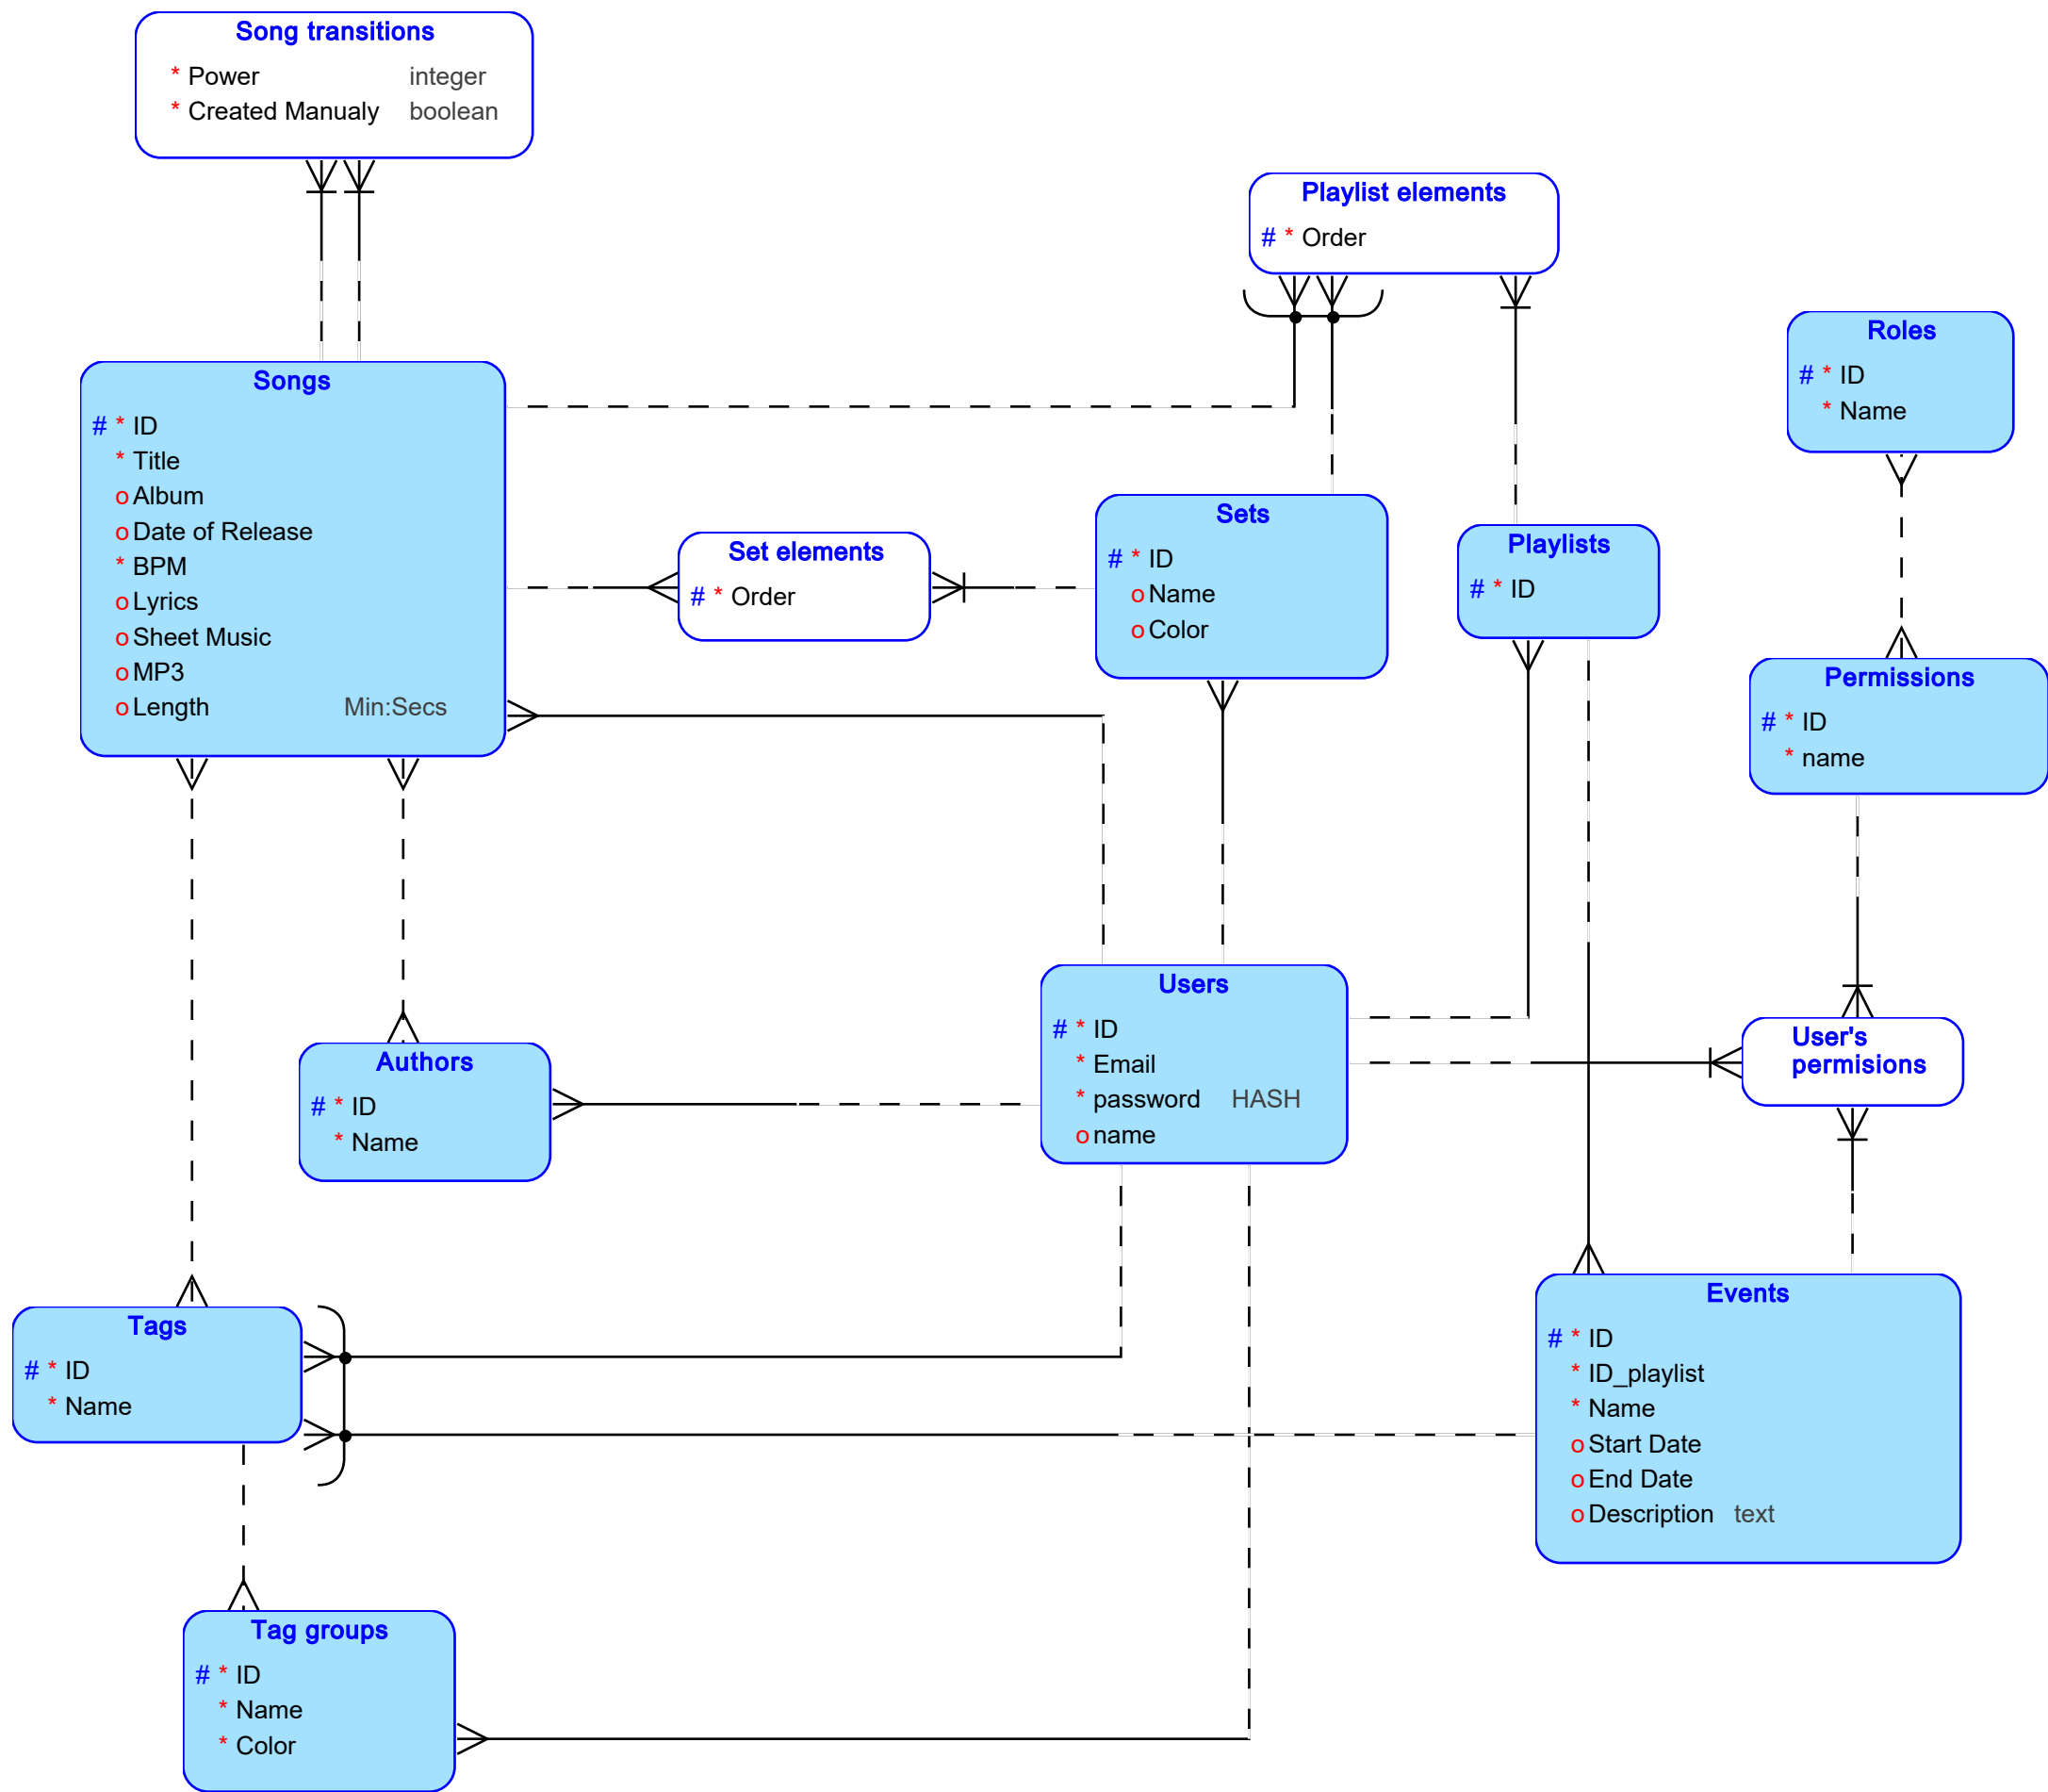 Song transitions
* Power integer
* Created Manualy boolean
Playlist elements
# * Order
Roles
# * ID
* Name
Songs
# * ID
* Title
o Album
o Date of Release
* BPM
o Lyrics
o Sheet Music
o MP3
o Length Min:Secs
Set elements
# * Order
Sets
# * ID
o Name
o Color
Playlists
# * ID
Permissions
# * ID
* name
Users
# * ID
* Email
* password HASH
o name
User's
permisions
Authors
# * ID
* Name
Tags
# * ID
* Name
Events
# * ID
* ID_playlist
* Name
o Start Date
o End Date
o Description text
Tag groups
# * ID
* Name
* Color